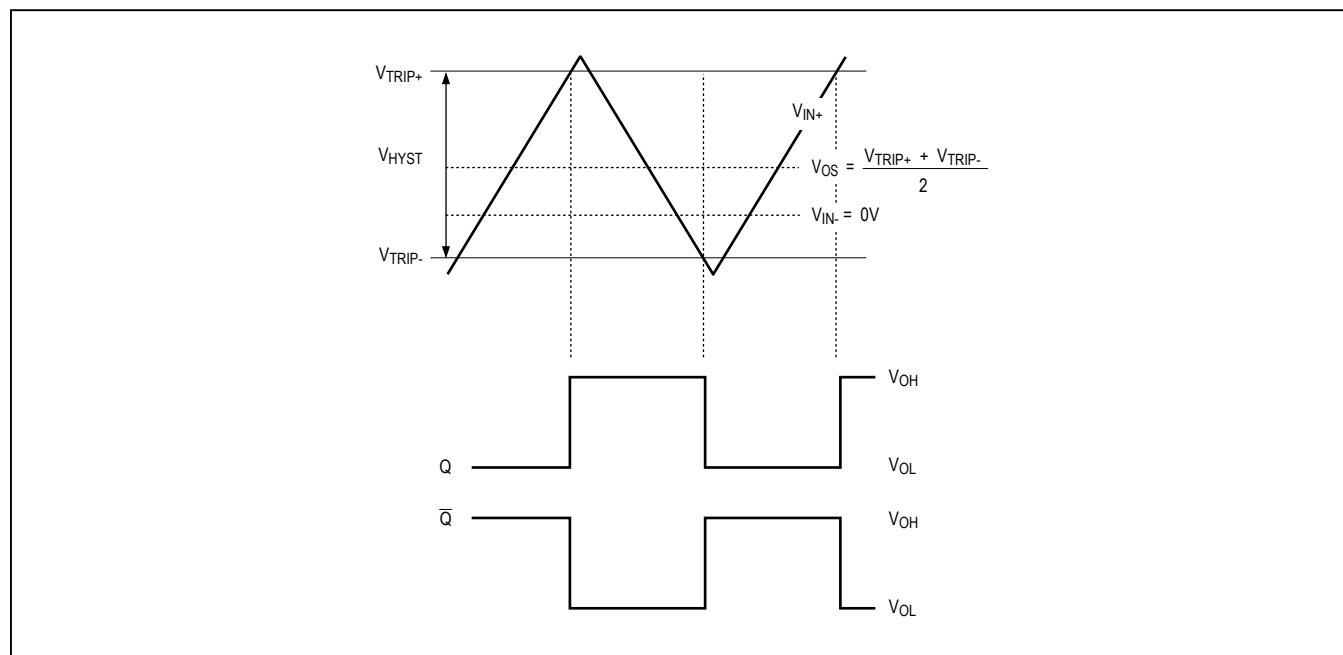 VTRIP+
VIN+
VHYST
VOS = VTRIP+ + VTRIP-
2
VIN- = 0V
VTRIP-
VOH
Q VOL
Q̅ VOH
VOL